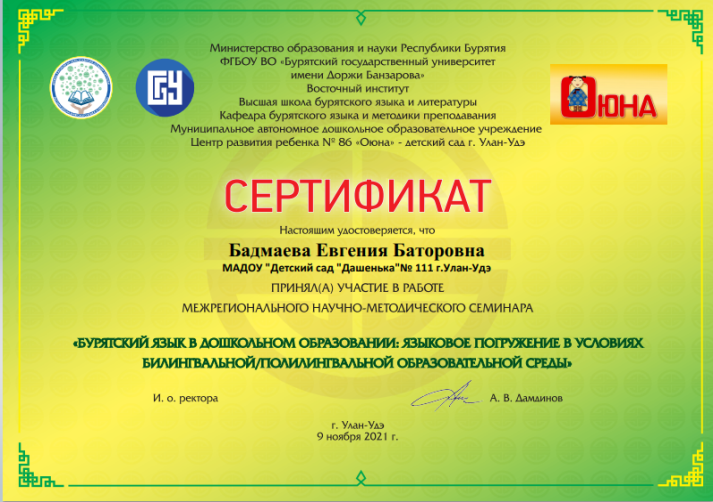 Министерство образования и науки Республики Бурятия
ФГБОУ ВО «Бурятский государственный университет
имени Доржи Банзарова»
Восточный институт
Высшая школа бурятского языка и литературы
Кафедра бурятского языка и методики преподавания
Муниципальное автономное дошкольное образовательное учреждение
Центр развития ребенка № 86 «Оюна» - детский сад г. Улан-Удэ
БГУ
ОЮНА
СЕРТИФИКАТ
Настоящим удостоверяется, что
Бадмаева Евгения Баторовна
МАДОУ "Детский сад "Дашенька"№ 111 г.Улан-Удэ
ПРИНЯЛ(А) УЧАСТИЕ В РАБОТЕ
МЕЖРЕГИОНАЛЬНОГО НАУЧНО-МЕТОДИЧЕСКОГО СЕМИНАРА
«БУРЯТСКИЙ ЯЗЫК В ДОШКОЛЬНОМ ОБРАЗОВАНИИ: ЯЗЫКОВОЕ ПОГРУЖЕНИЕ В УСЛОВИЯХ
БИЛИНГВАЛЬНОЙ/ПОЛИЛИНГВАЛЬНОЙ ОБРАЗОВАТЕЛЬНОЙ СРЕДЫ»
И. о. ректора А. В. Дамдинов
г. Улан-Удэ
9 ноября 2021 г.